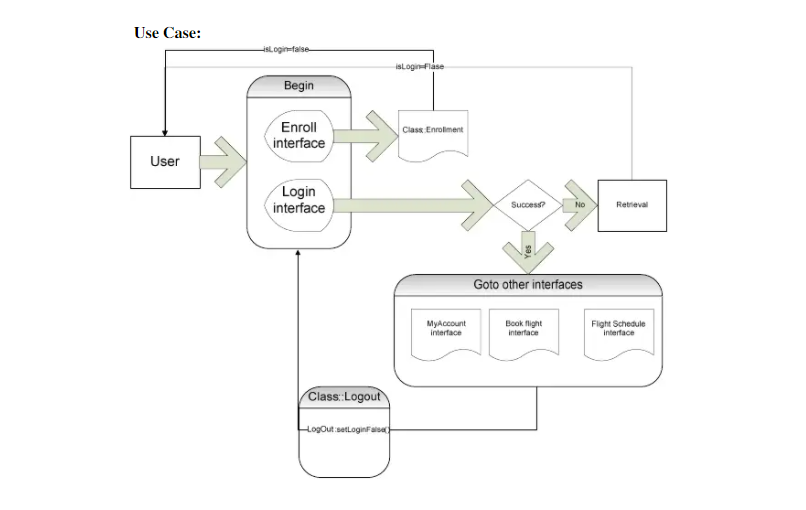 Use Case:
isLogin=false
isLogin=Flase
Begin
Enroll
interface
Class: Enrollment
User
Login
interface
Success?
No
Retrieval
Yes
Goto other interfaces
MyAccount
interface
Book flight
interface
Flight Schedule
interface
Class::Logout
LogOut:setLoginFalse()